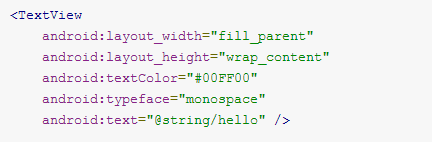 <TextView
android:layout_width="fill_parent"
android:layout_height="wrap_content"
android:textColor="#00FF00"
android:typeface="monospace"
android:text="@string/hello" />